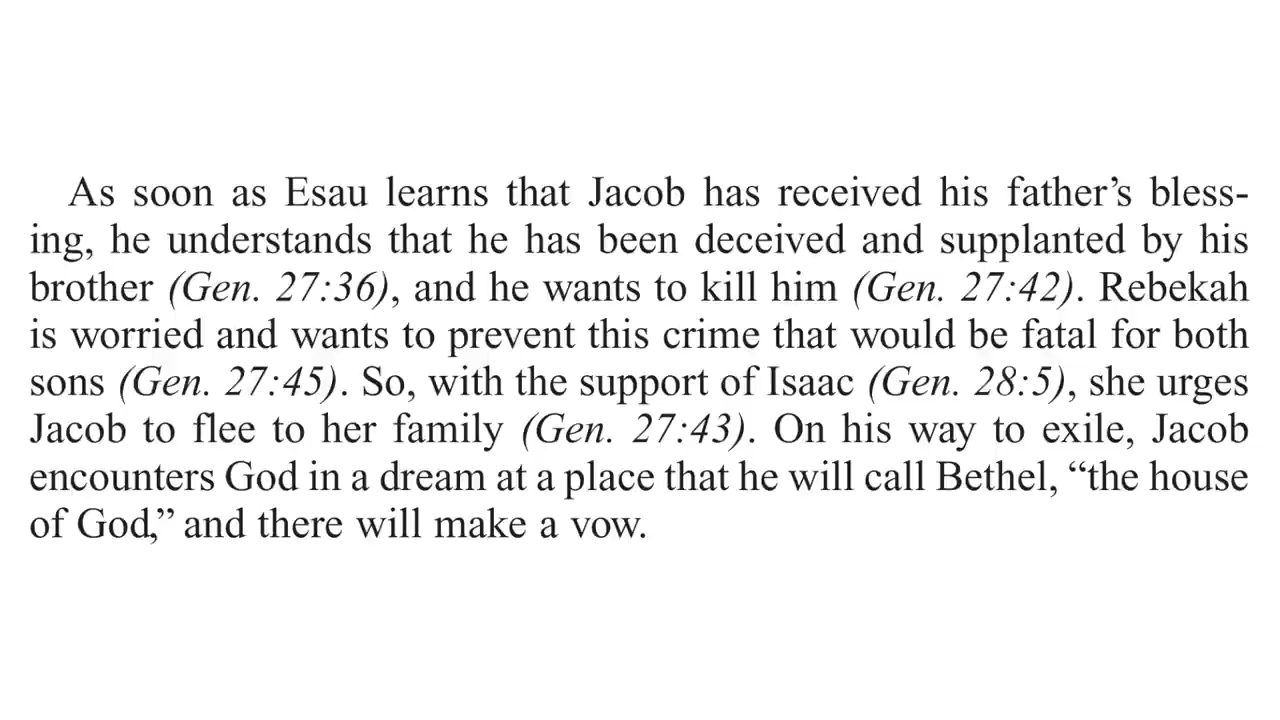 As soon as Esau learns that Jacob has received his father’s bless-
ing, he understands that he has been deceived and supplanted by his
brother (Gen. 27:36), and he wants to kill him (Gen. 27:42). Rebekah
is worried and wants to prevent this crime that would be fatal for both
sons (Gen. 27:45). So, with the support of Isaac (Gen. 28:5), she urges
Jacob to flee to her family (Gen. 27:43). On his way to exile, Jacob
encounters God in a dream at a place that he will call Bethel, “the house
of God,” and there will make a vow.